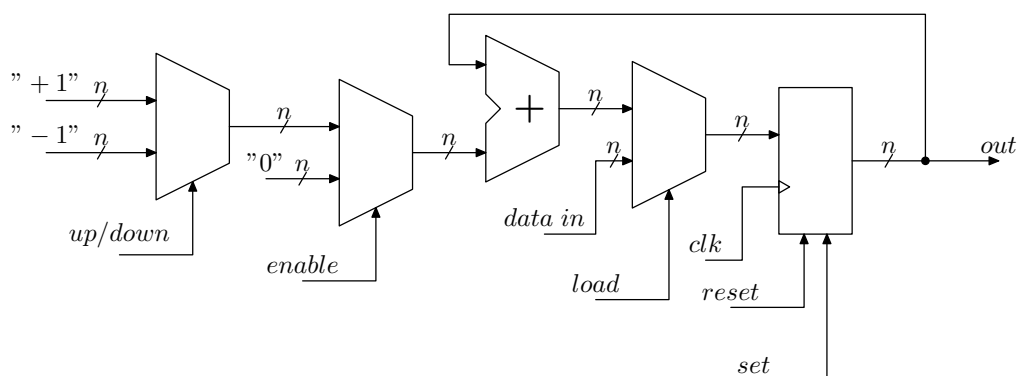 " + 1" n
" − 1" n
up/down
n
"0" n
enable
n
+
n
n
data in
load
n
clk
reset
set
n
out